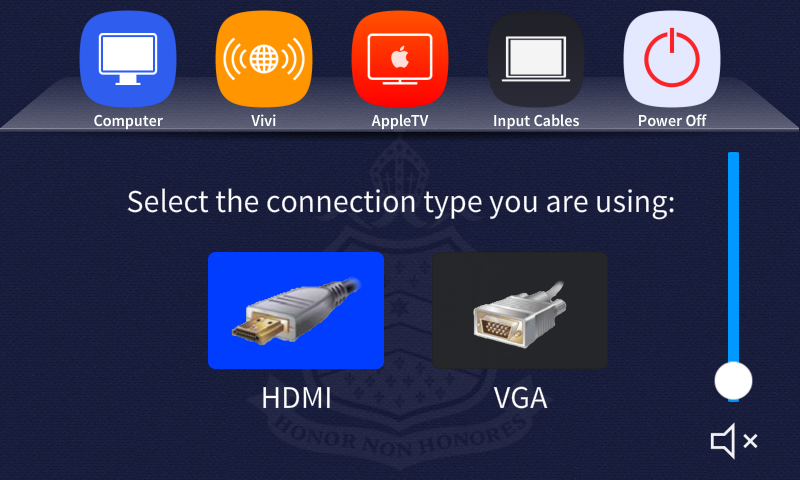 Computer
Vivi
AppleTV
Input Cables
Power Off
Select the connection type you are using:
HDMI
VGA
HONOR NON HONORES